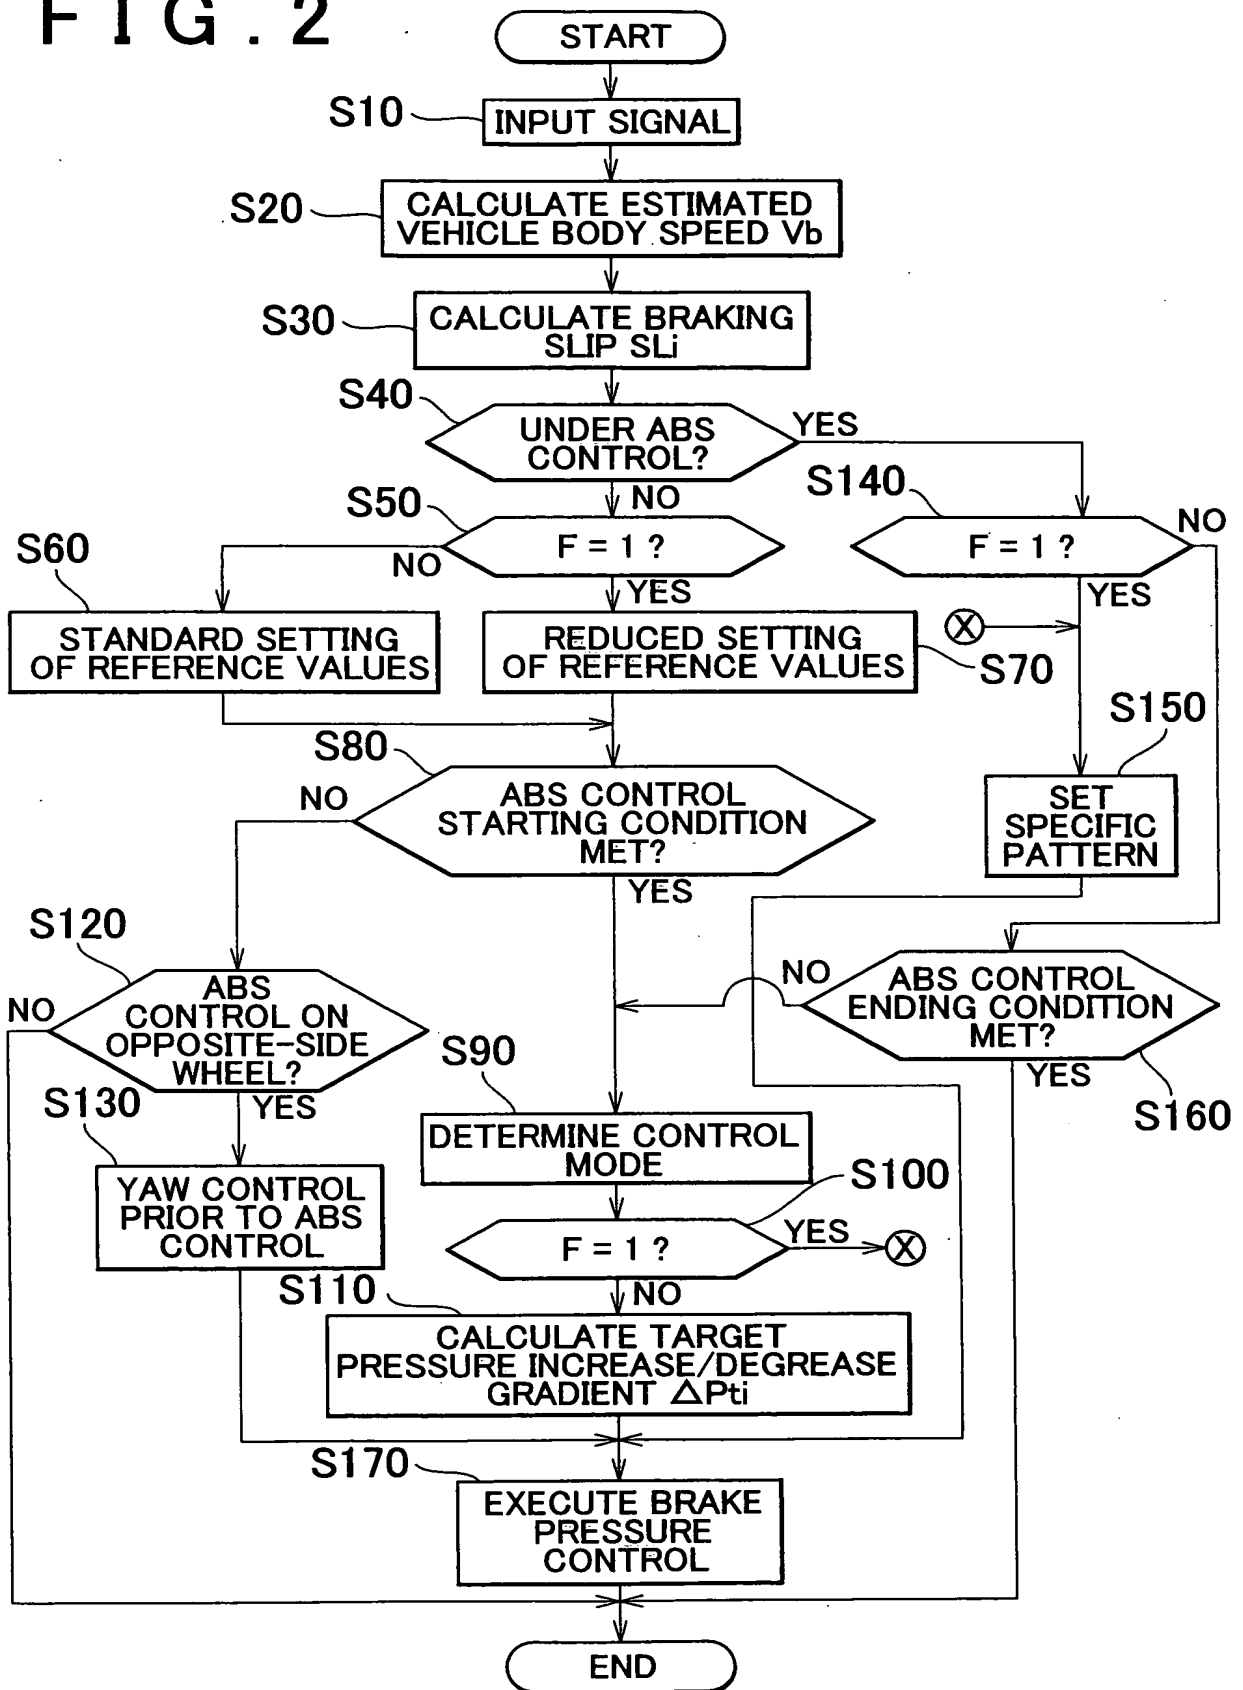 FIG.2
START
S10
INPUT SIGNAL
S20
CALCULATE ESTIMATED
VEHICLE BODY SPEED Vb
S30
CALCULATE BRAKING
SLIP SLi
S40
UNDER ABS
CONTROL?
YES
NO
S50
F = 1 ?
NO
YES
S140
F = 1 ?
NO
YES
S60
STANDARD SETTING
OF REFERENCE VALUES
REDUCED SETTING
OF REFERENCE VALUES
S70
X
S150
SET
SPECIFIC
PATTERN
S80
ABS CONTROL
STARTING CONDITION
MET?
NO
YES
S120
ABS
CONTROL ON
OPPOSITE-SIDE
WHEEL?
NO
YES
ABS CONTROL
ENDING CONDITION
MET?
NO
YES
S160
S130
YAW CONTROL
PRIOR TO ABS
CONTROL
S90
DETERMINE CONTROL
MODE
S100
F = 1 ?
YES
X
NO
S110
CALCULATE TARGET
PRESSURE INCREASE/DEGREASE
GRADIENT △Pti
S170
EXECUTE BRAKE
PRESSURE
CONTROL
END